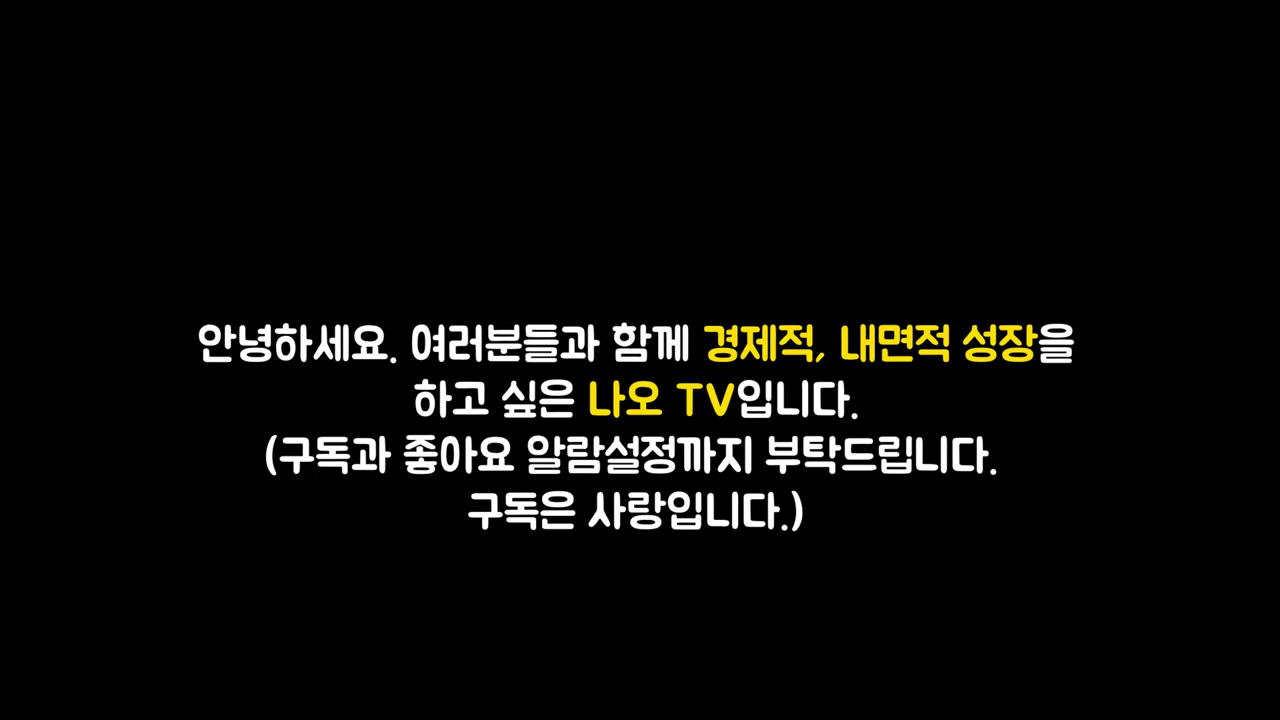 안녕하세요. 여러분들과 함께 경제적, 내면적 성장을
하고 싶은 나오 TV입니다.
(구독과 좋아요 알람설정까지 부탁드립니다.
구독은 사랑입니다.)